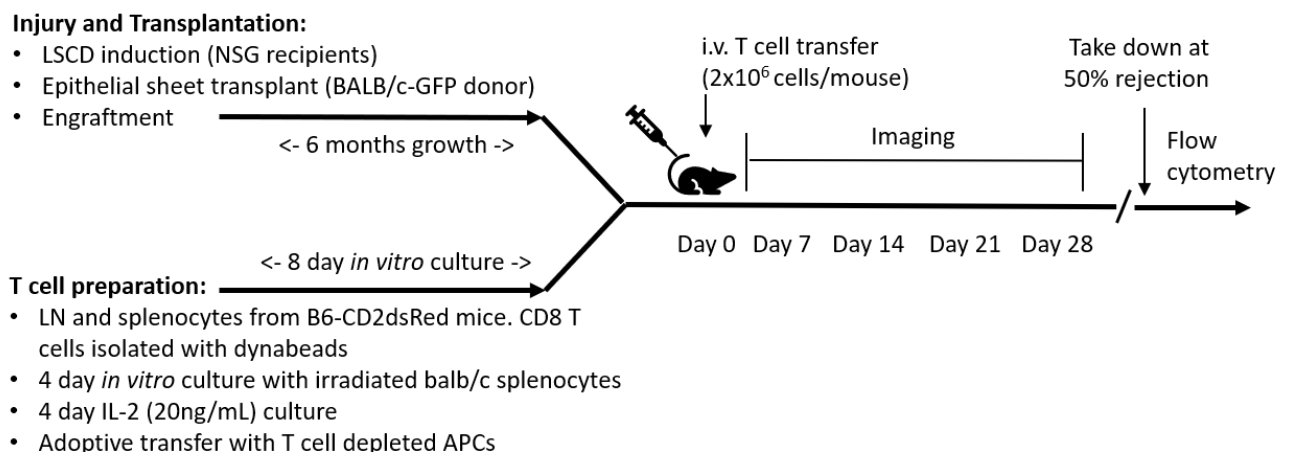 Injury and Transplantation:
• LSCD induction (NSG recipients)
• Epithelial sheet transplant (BALB/c-GFP donor)
• Engraftment
<- 6 months growth ->
<- 8 day in vitro culture ->
T cell preparation:
• LN and splenocytes from B6-CD2dsRed mice. CD8 T
cells isolated with dynabeads
• 4 day in vitro culture with irradiated balb/c splenocytes
• 4 day IL-2 (20ng/mL) culture
• Adoptive transfer with T cell depleted APCs
i.v. T cell transfer
(2x10⁶ cells/mouse)
Imaging
Take down at
50% rejection
Flow
cytometry
Day 0 Day 7 Day 14 Day 21 Day 28